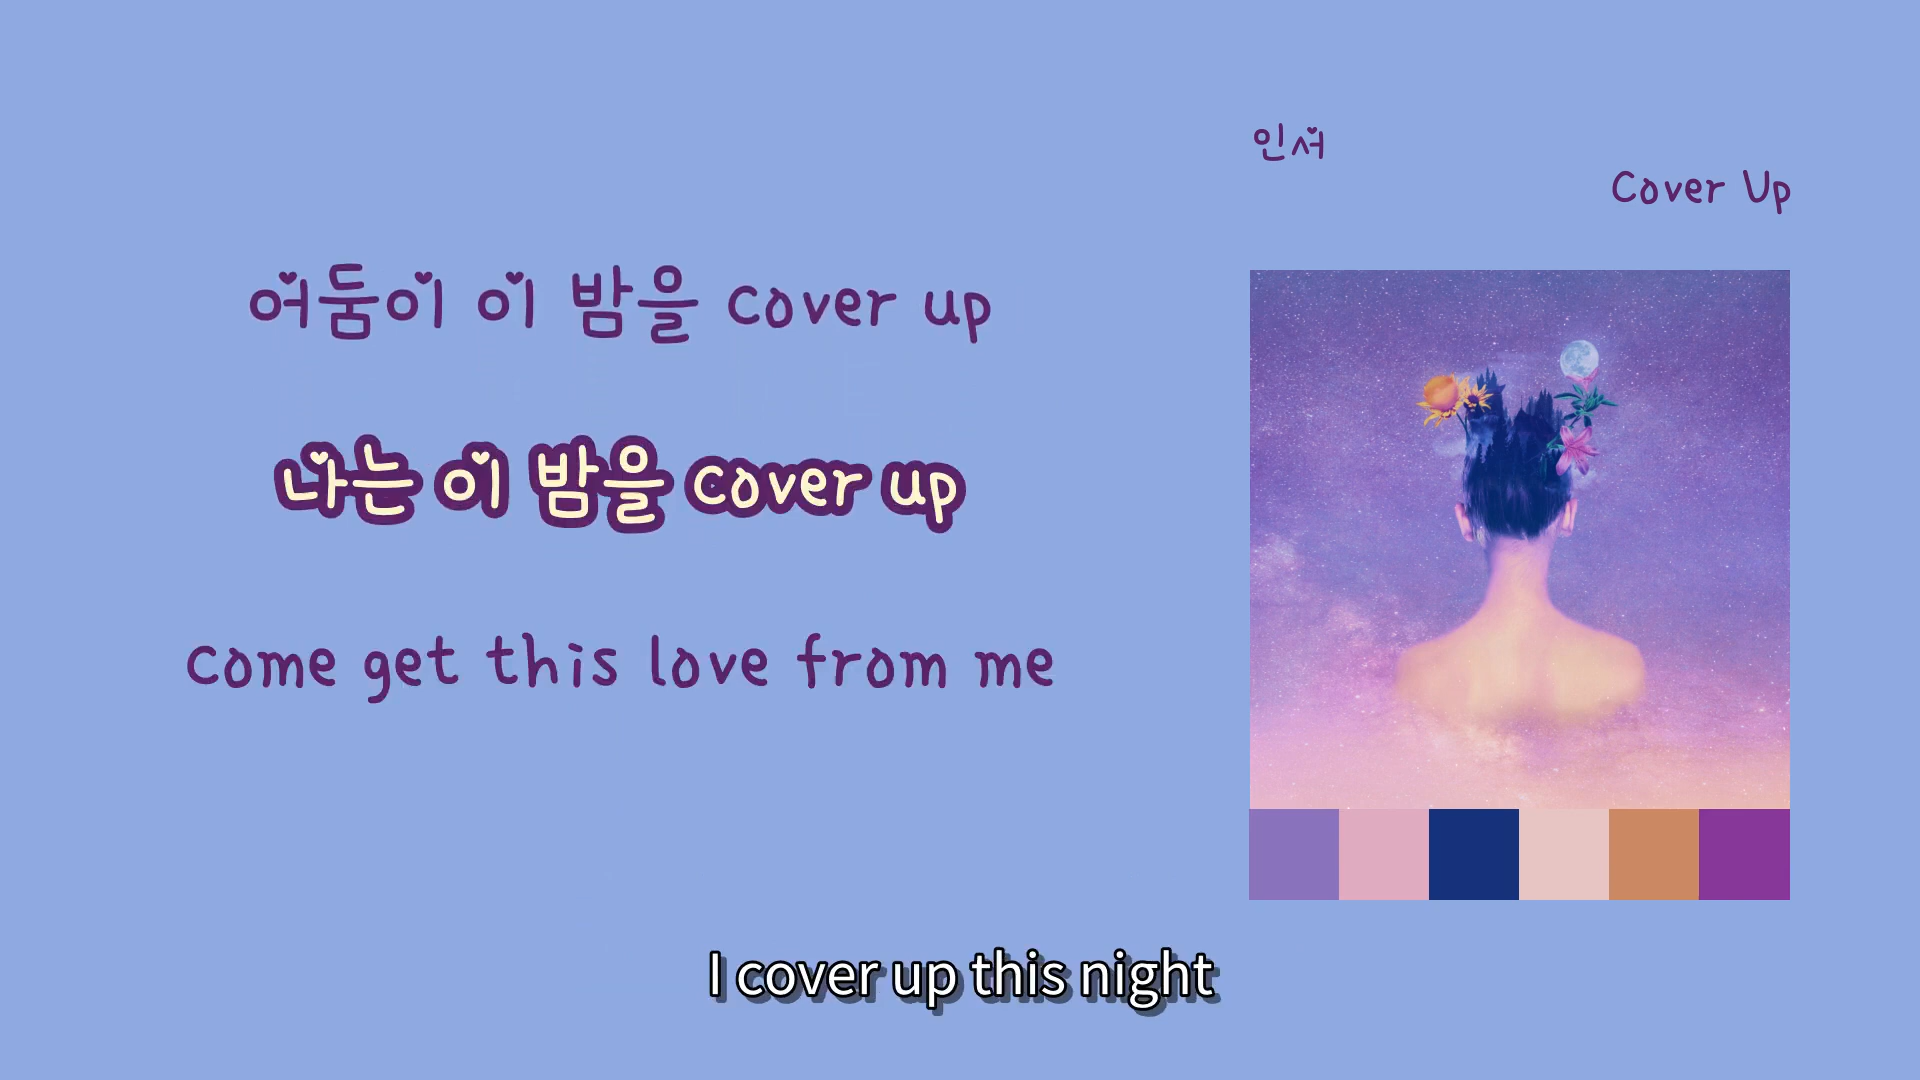 인셔
Cover Up
어둠이 이 밤을 cover up
나는 이 밤을 cover up
come get this love from me
I cover up this night